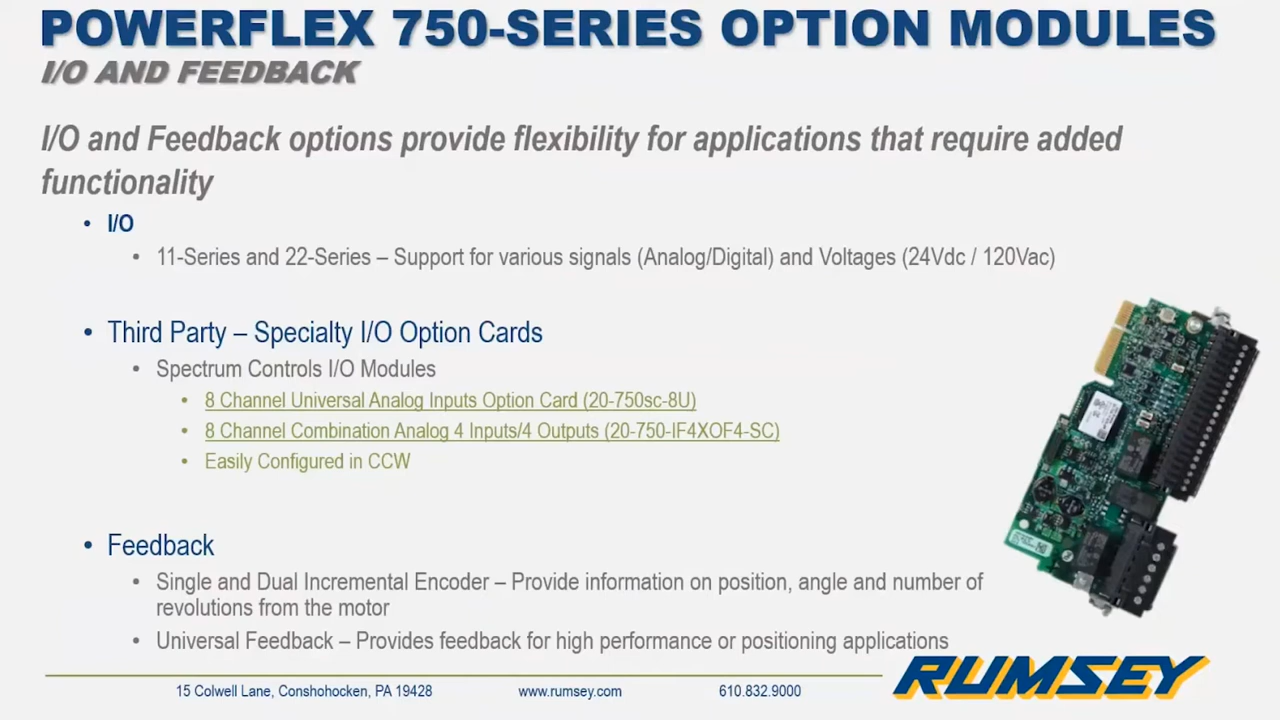 POWERFLEX 750-SERIES OPTION MODULES
I/O AND FEEDBACK
I/O and Feedback options provide flexibility for applications that require added
functionality
• I/O
• 11-Series and 22-Series – Support for various signals (Analog/Digital) and Voltages (24Vdc / 120Vac)
• Third Party – Specialty I/O Option Cards
• Spectrum Controls I/O Modules
• 8 Channel Universal Analog Inputs Option Card (20-750sc-8U)
• 8 Channel Combination Analog 4 Inputs/4 Outputs (20-750-IF4XOF4-SC)
• Easily Configured in CCW
• Feedback
• Single and Dual Incremental Encoder – Provide information on position, angle and number of
revolutions from the motor
• Universal Feedback – Provides feedback for high performance or positioning applications
15 Colwell Lane, Conshohocken, PA 19428 www.rumsey.com 610.832.9000
RUMSEY